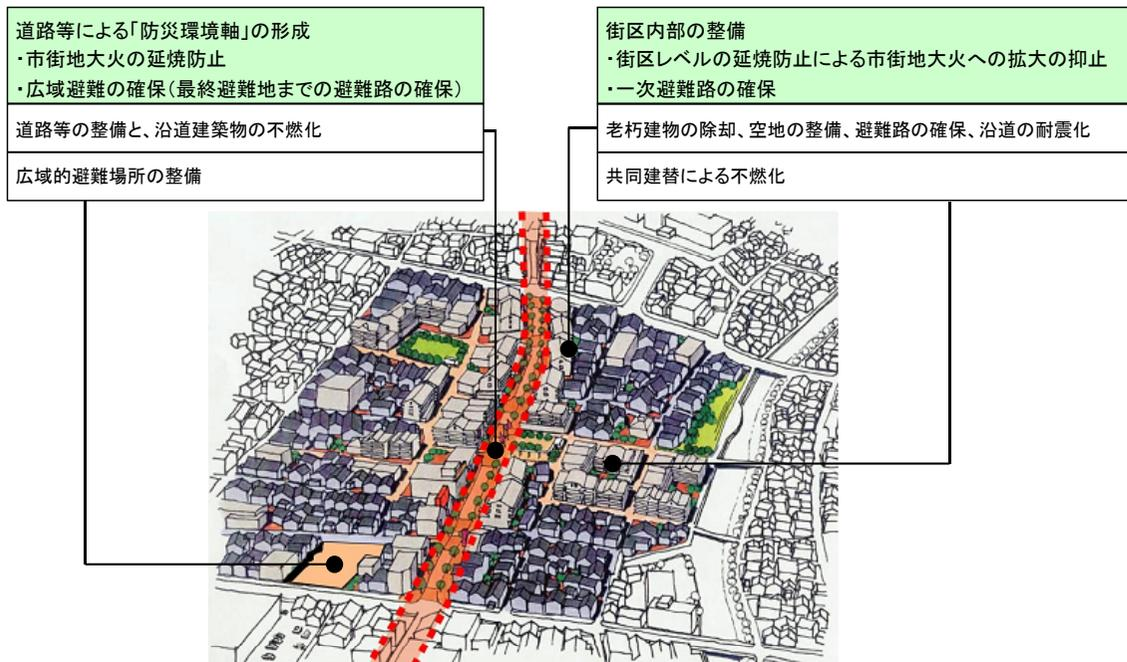 道路等による「防災環境軸」の形成
・市街地大火の延焼防止
・広域避難の確保（最終避難地までの避難路の確保）
道路等の整備と、沿道建築物の不燃化
広域的避難場所の整備
街区内部の整備
・街区レベルの延焼防止による市街地大火への拡大の抑止
・一次避難路の確保
老朽建物の除却、空地の整備、避難路の確保、沿道の耐震化
共同建替による不燃化